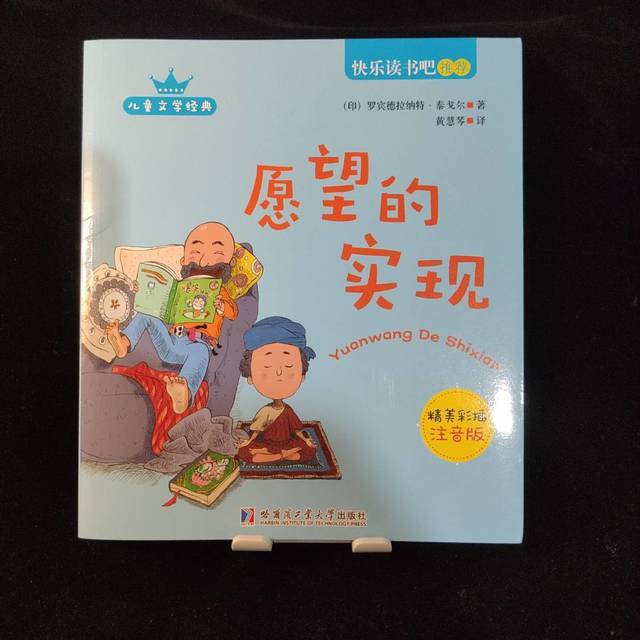 快乐读书吧 推荐
儿童文学经典
（印）罗宾德拉纳特·泰戈尔 著
黄慧琴 译
愿望的
实现
Yuanwang De Shixian
精美彩插
注音版
哈尔滨工业大学出版社
HARBIN INSTITUTE OF TECHNOLOGY PRESS